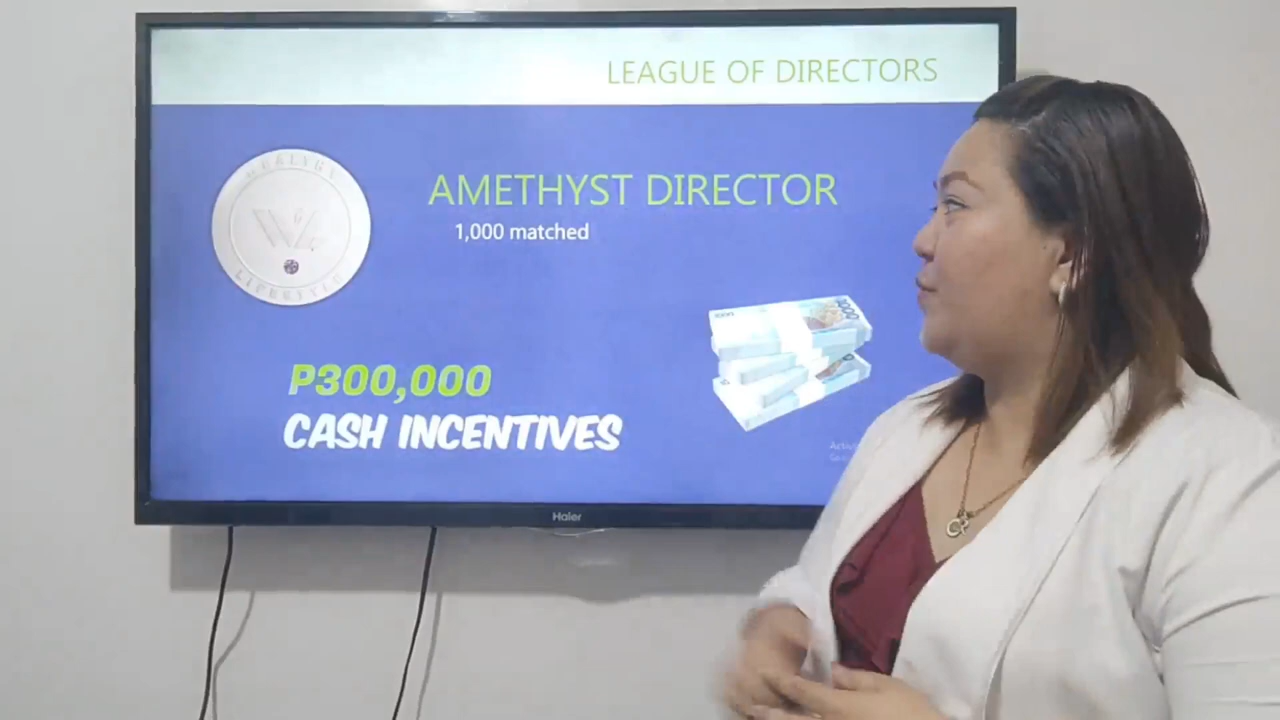 LEAGUE OF DIRECTORS
AMETHYST DIRECTOR
1,000 matched
P300,000
CASH INCENTIVES
Haier